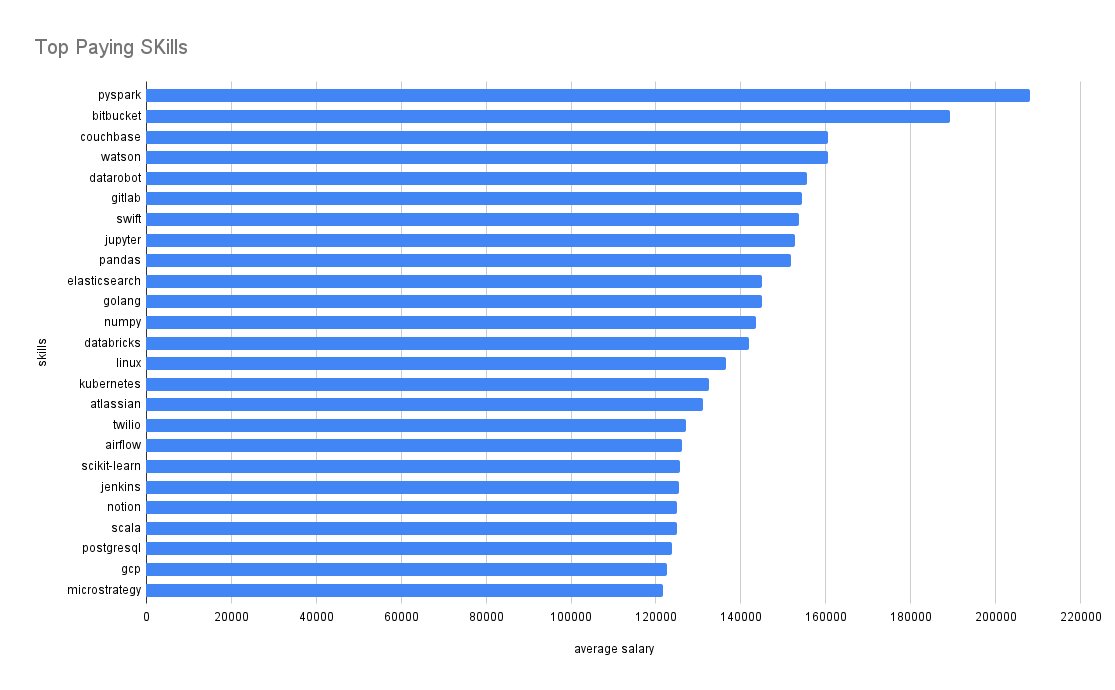 Top Paying SKills
skills
pyspark
bitbucket
couchbase
watson
datarobot
gitlab
swift
jupyter
pandas
elasticsearch
golang
numpy
databricks
linux
kubernetes
atlassian
twilio
airflow
scikit-learn
jenkins
notion
scala
postgresql
gcp
microstrategy
0 20000 40000 60000 80000 100000 120000 140000 160000 180000 200000 220000
average salary